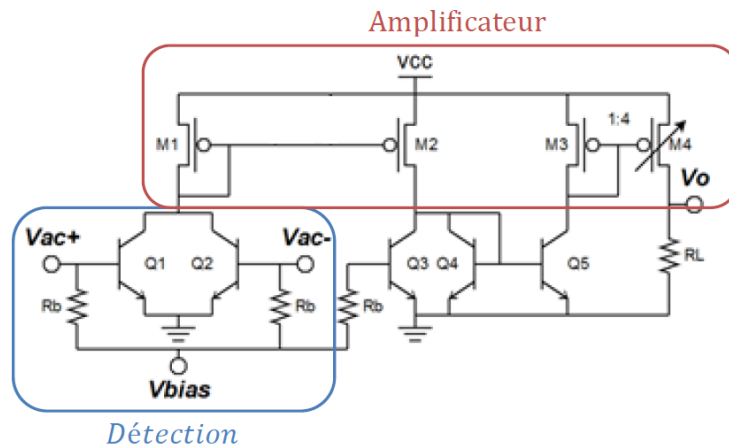 Amplificateur
VCC
M1
M2
M3
1:4
M4
Vo
Vac+
Vac-
Q1
Q2
Q3
Q4
Q5
RL
Rb
Rb
Rb
Vbias
Détection